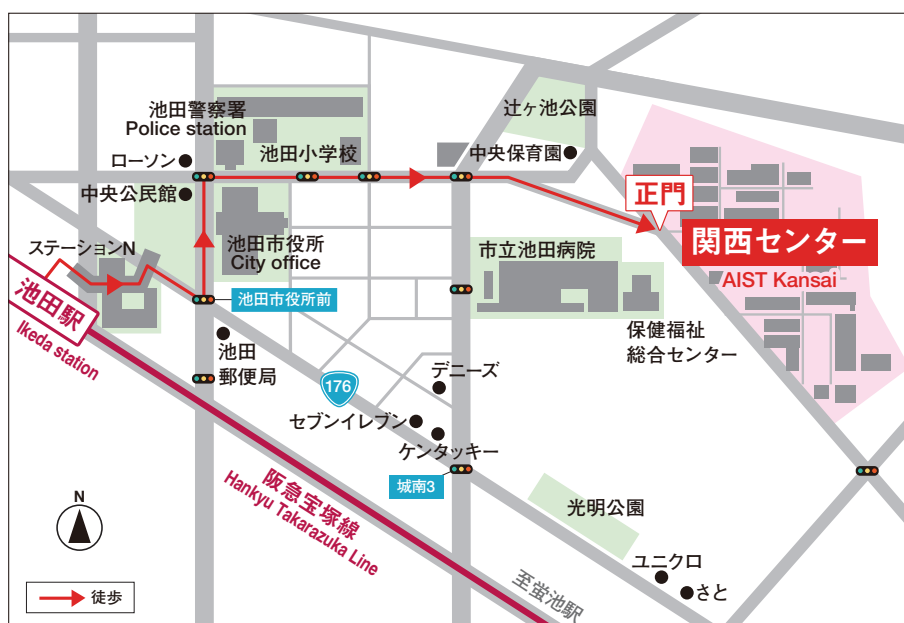 池田警察署
Police station
ローソン
中央公民館
池田小学校
辻ヶ池公園
中央保育園
正門
関西センター
AIST Kansai
ステーションN
池田市役所
City office
池田市役所前
市立池田病院
保健福祉
総合センター
池田駅
Ikeda station
池田
郵便局
176
デニーズ
セブンイレブン
ケンタッキー
城南3
阪急宝塚線
Hankyu Takarazuka Line
光明公園
ユニクロ
さと
至蛍池駅
N
徒歩